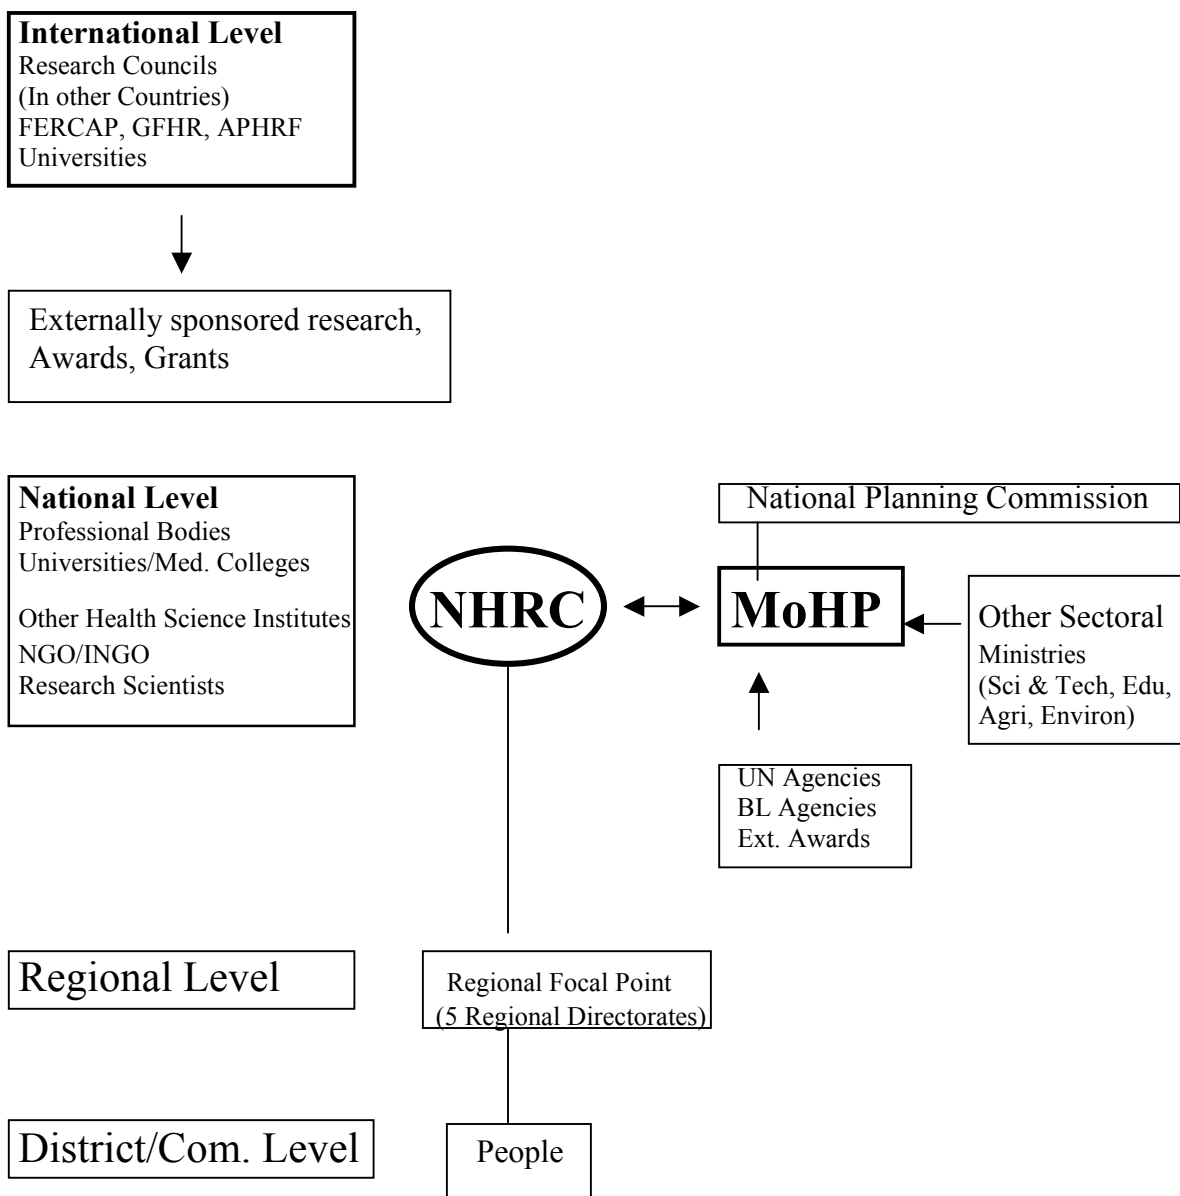 International Level
Research Councils
(In other Countries)
FERCAP, GFHR, APHRF
Universities
Externally sponsored research,
Awards, Grants
National Level
Professional Bodies
Universities/Med. Colleges
Other Health Science Institutes
NGO/INGO
Research Scientists
NHRC
National Planning Commission
MoHP
Other Sectoral
Ministries
(Sci & Tech, Edu,
Agri, Environ)
UN Agencies
BL Agencies
Ext. Awards
Regional Level
Regional Focal Point
(5 Regional Directorates)
District/Com. Level
People